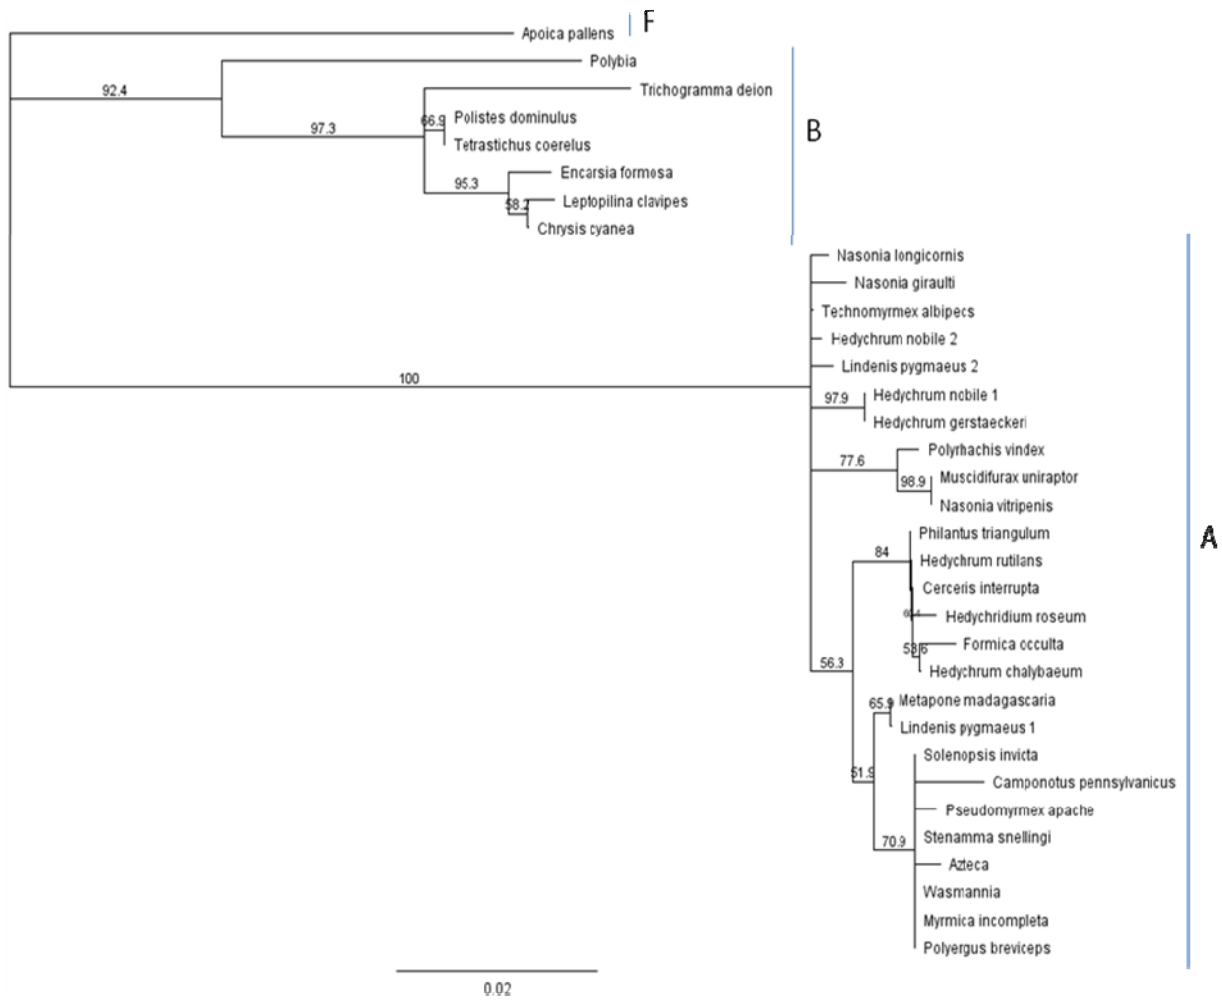 Apoica pallens
F
Polybia
92.4
Trichogramma deion
66.9
Polistes dominulus
97.3
B
Tetrastichus coerelus
Encarsia formosa
95.3
58.2
Leptopilina clavipes
Chrysis cyanea
Nasonia longicornis
Nasonia giraulti
Technomyrmex albipecs
Hedychrum nobile 2
Lindenis pygmaeus 2
100
Hedychrum nobile 1
97.9
Hedychrum gerstaeckeri
Polyrhachis vindex
77.6
Muscidifurax uniraptor
98.9
Nasonia vitripenis
Philantus triangulum
A
84
Hedychrum rutilans
Cerceris interrupta
Hedychridium roseum
Formica occulta
53.6
Hedychrum chalybaeum
56.3
Metapone madagascaria
65.9
Lindenis pygmaeus 1
Solenopsis invicta
51.9
Camponotus pennsylvanicus
Pseudomyrmex apache
Stenamma snellingi
70.9
Azteca
Wasmannia
Myrmica incompleta
Polyergus breviceps
0.02